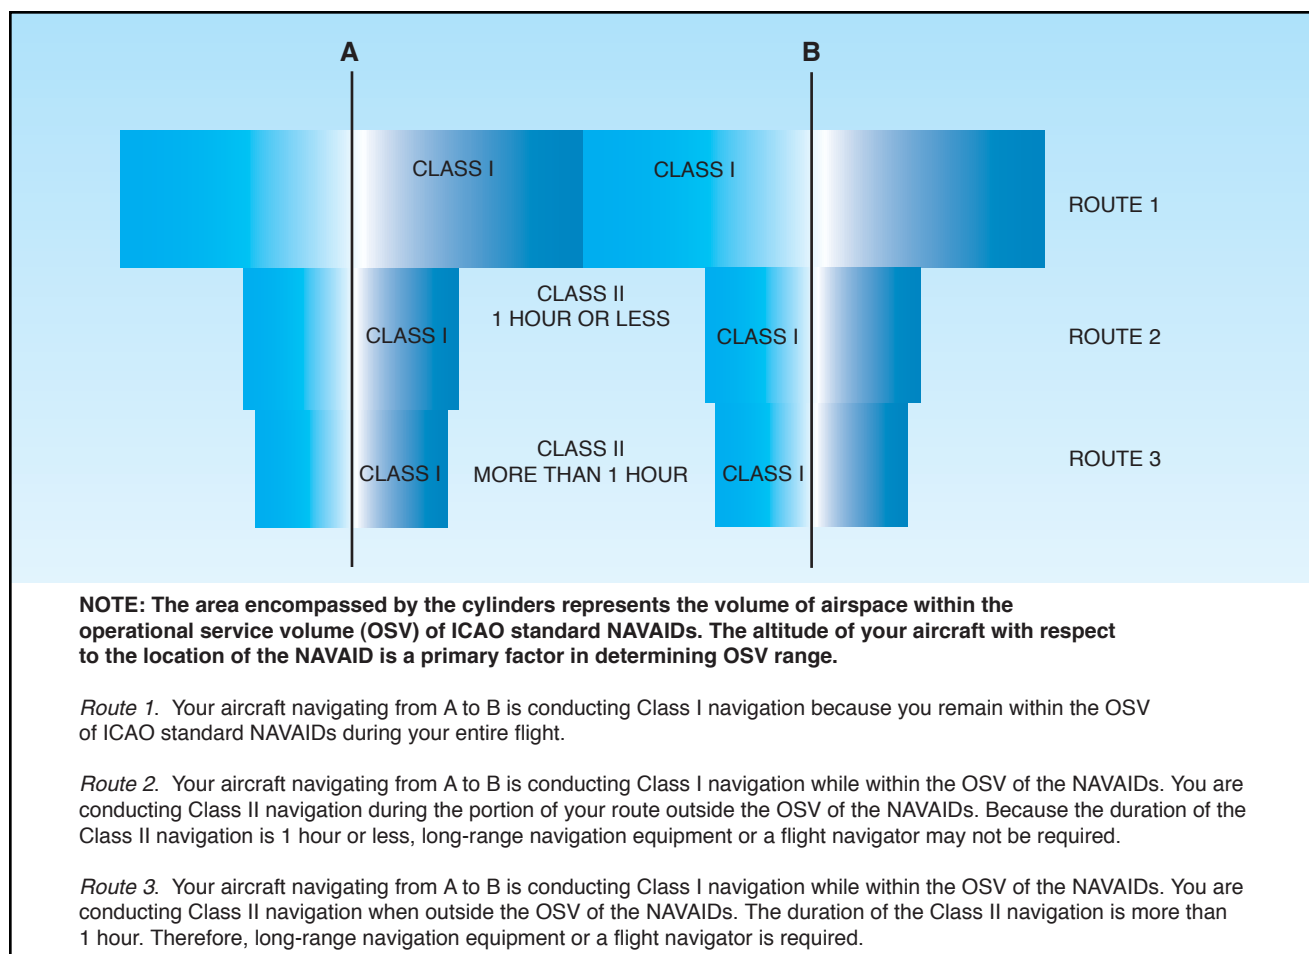 A
B
CLASS I
CLASS I
ROUTE 1
CLASS II
1 HOUR OR LESS
CLASS I
CLASS I
ROUTE 2
CLASS II
MORE THAN 1 HOUR
CLASS I
CLASS I
ROUTE 3
NOTE: The area encompassed by the cylinders represents the volume of airspace within the
operational service volume (OSV) of ICAO standard NAVAIDs. The altitude of your aircraft with respect
to the location of the NAVAID is a primary factor in determining OSV range.
Route 1. Your aircraft navigating from A to B is conducting Class I navigation because you remain within the OSV
of ICAO standard NAVAIDs during your entire flight.
Route 2. Your aircraft navigating from A to B is conducting Class I navigation while within the OSV of the NAVAIDs. You are
conducting Class II navigation during the portion of your route outside the OSV of the NAVAIDs. Because the duration of the
Class II navigation is 1 hour or less, long-range navigation equipment or a flight navigator may not be required.
Route 3. Your aircraft navigating from A to B is conducting Class I navigation while within the OSV of the NAVAIDs. You are
conducting Class II navigation when outside the OSV of the NAVAIDs. The duration of the Class II navigation is more than
1 hour. Therefore, long-range navigation equipment or a flight navigator is required.